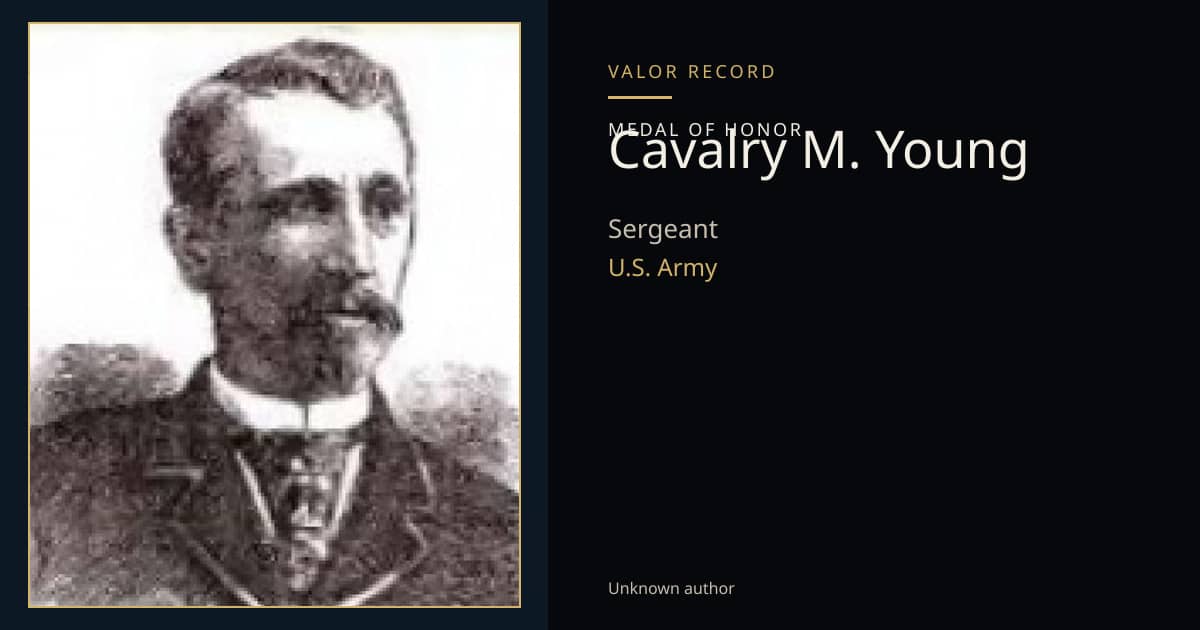 VALOR RECORD
MEDAL OF HONOR
Cavalry M. Young
Sergeant
U.S. Army
Unknown author